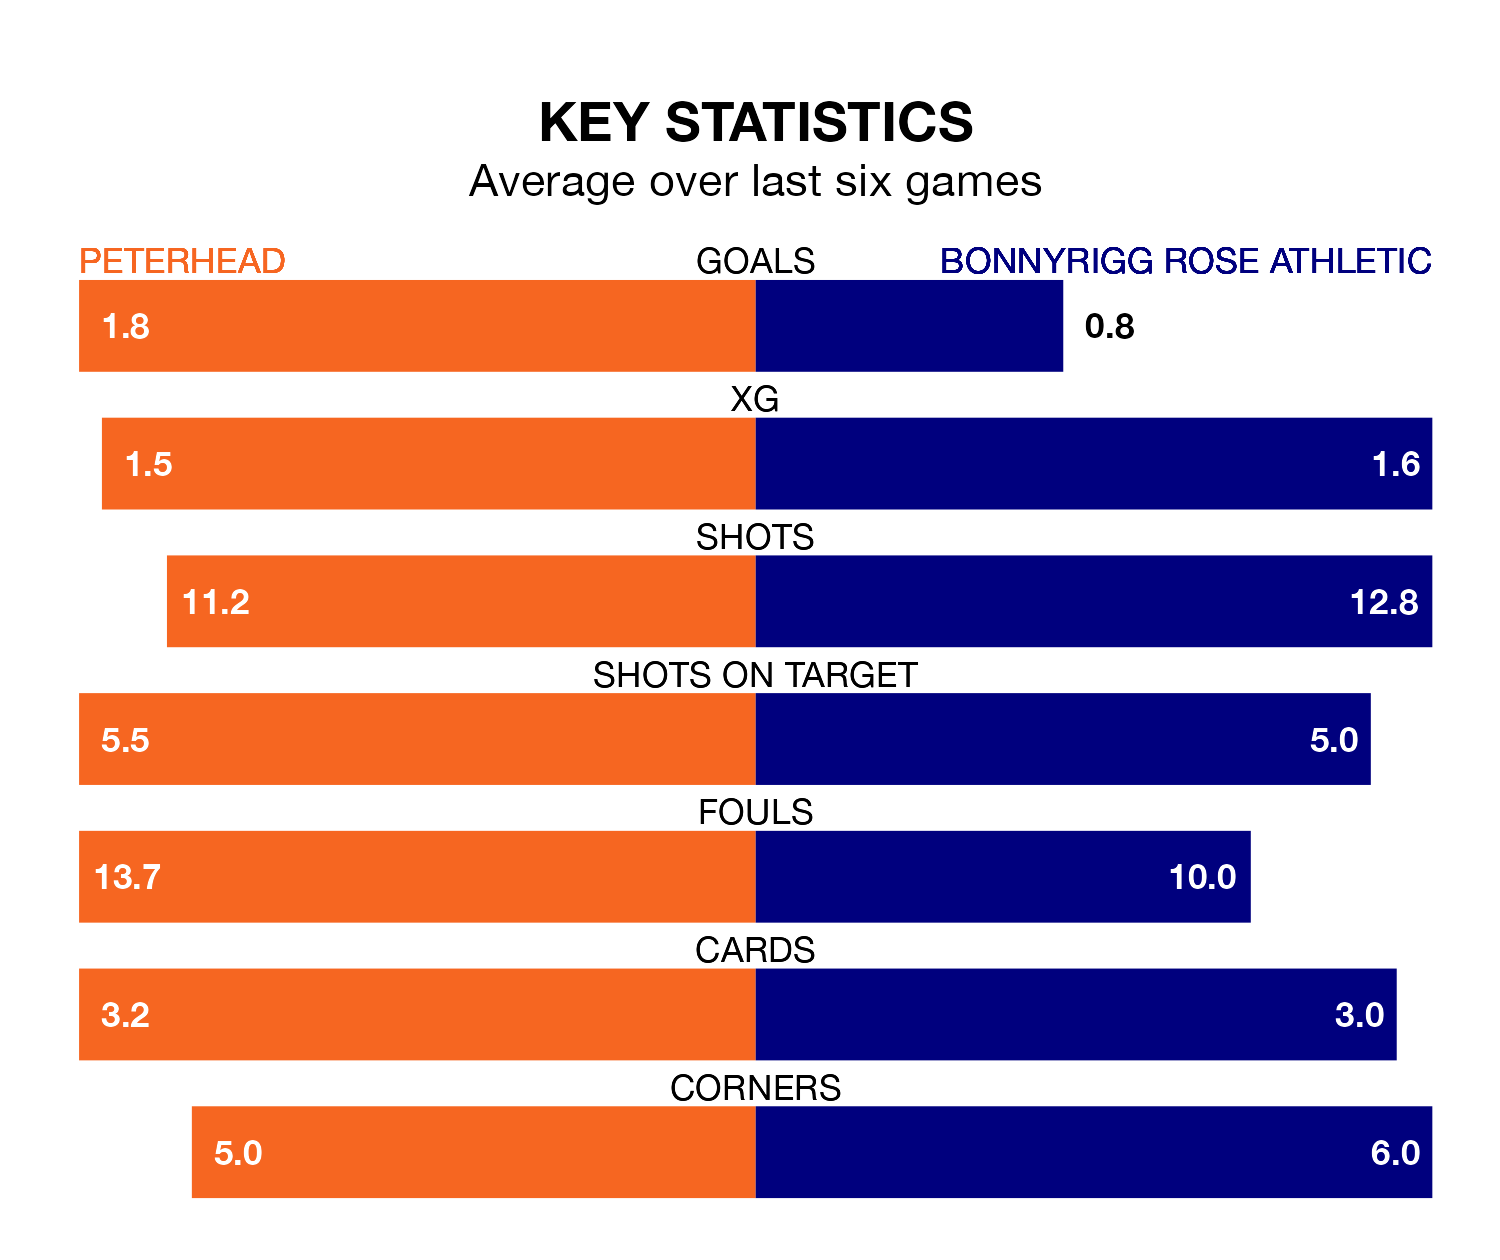 KEY STATISTICS
Average over last six games
PETERHEAD GOALS BONNYRIGG ROSE ATHLETIC
1.8 0.8
XG
1.5 1.6
SHOTS
11.2 12.8
SHOTS ON TARGET
5.5 5.0
FOULS
13.7 10.0
CARDS
3.2 3.0
CORNERS
5.0 6.0